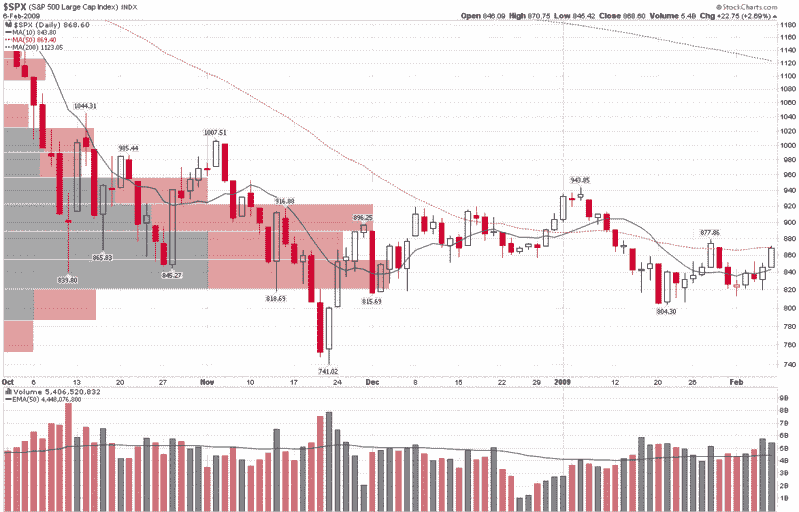 $SPX (S&P 500 Large Cap Index) INDX © StockCharts.com
6-Feb-2009 Open 846.09 High 870.75 Low 845.42 Close 868.60 Volume 5.4B Chg +22.75 (+2.69%)
$SPX (Daily) 868.60
MA(10) 843.80
MA(50) 869.40
MA(200) 1123.05
1180
1160
1140
1120
1100
1080
1060
1040
1020
1000
980
960
940
920
900
880
860
840
820
800
780
760
740
1044.31
985.44
1007.51
839.80
865.83
845.27
916.88
818.69
741.02
896.25
815.69
943.85
804.30
877.86
Oct 6 13 20 27 Nov 10 17 24 Dec 8 15 22 29 2009 12 20 26 Feb
Volume 5,406,520,832
EMA(50) 4,448,076,800
9B
8B
7B
6B
5B
4B
3B
2B
1B